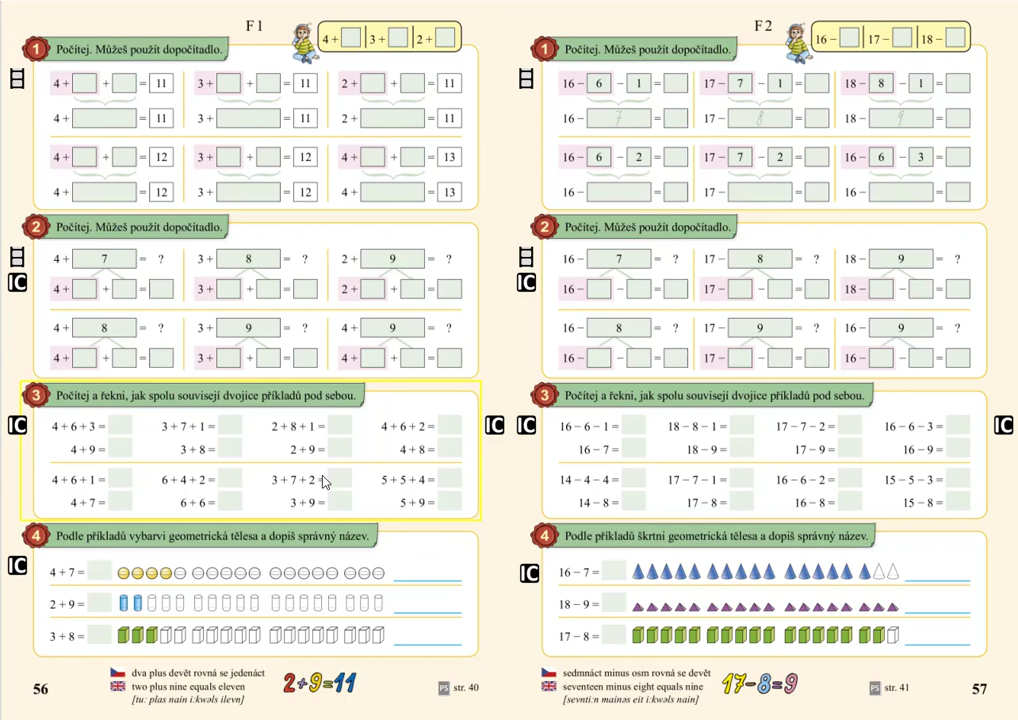 F 1
4 + 3 + 2 +
1 Počítej. Můžeš použít dopočítadlo.
4 + + = 11 3 + + = 11 2 + + = 11
4 + = 11 3 + = 11 2 + = 11
4 + + = 12 3 + + = 12 4 + + = 13
4 + = 12 3 + = 12 4 + = 13
2 Počítej. Můžeš použít dopočítadlo.
4 + 7 = ? 3 + 8 = ? 2 + 9 = ?
4 + + = 3 + + = 2 + + =
4 + 8 = ? 3 + 9 = ? 4 + 9 = ?
4 + + = 3 + + = 4 + + =
IC
3 Počítej a řekni, jak spolu souvisejí dvojice příkladů pod sebou.
IC
4 + 6 + 3 = 3 + 7 + 1 = 2 + 8 + 1 = 4 + 6 + 2 =
4 + 9 = 3 + 8 = 2 + 9 = 4 + 8 =
4 + 6 + 1 = 6 + 4 + 2 = 3 + 7 + 2 = 5 + 5 + 4 =
4 + 7 = 6 + 6 = 3 + 9 = 5 + 9 =
IC
4 Podle příkladů vybarvi geometrická tělesa a dopiš správný název.
IC
4 + 7 =
2 + 9 =
3 + 8 =
56
dva plus devět rovná se jedenáct
two plus nine equals eleven
[tu: plas nain i:kwəls ilevn]
2+9=11
PS str. 40
F 2
16 − 17 − 18 −
1 Počítej. Můžeš použít dopočítadlo.
16 − 6 − 1 = 17 − 7 − 1 = 18 − 8 − 1 =
16 − 7 = 17 − 8 = 18 − 9 =
16 − 6 − 2 = 17 − 7 − 2 = 16 − 6 − 3 =
16 − = 17 − = 16 − =
2 Počítej. Můžeš použít dopočítadlo.
16 − 7 = ? 17 − 8 = ? 18 − 9 = ?
16 − − = 17 − − = 18 − − =
16 − 8 = ? 17 − 9 = ? 16 − 9 = ?
16 − − = 17 − − = 16 − − =
IC
3 Počítej a řekni, jak spolu souvisejí dvojice příkladů pod sebou.
IC
16 − 6 − 1 = 18 − 8 − 1 = 17 − 7 − 2 = 16 − 6 − 3 =
16 − 7 = 18 − 9 = 17 − 9 = 16 − 9 =
14 − 4 − 4 = 17 − 7 − 1 = 16 − 6 − 2 = 15 − 5 − 3 =
14 − 8 = 17 − 8 = 16 − 8 = 15 − 8 =
IC
4 Podle příkladů škrtni geometrická tělesa a dopiš správný název.
IC
16 − 7 =
18 − 9 =
17 − 8 =
sedmnáct minus osm rovná se devět
seventeen minus eight equals nine
[sevnti:n mainəs eit i:kwəls nain]
17−8=9
PS str. 41
57